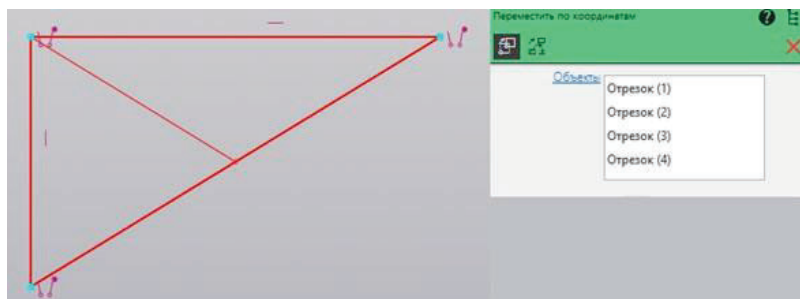 Переместить по координатам
Объекты
Отрезок (1)
Отрезок (2)
Отрезок (3)
Отрезок (4)